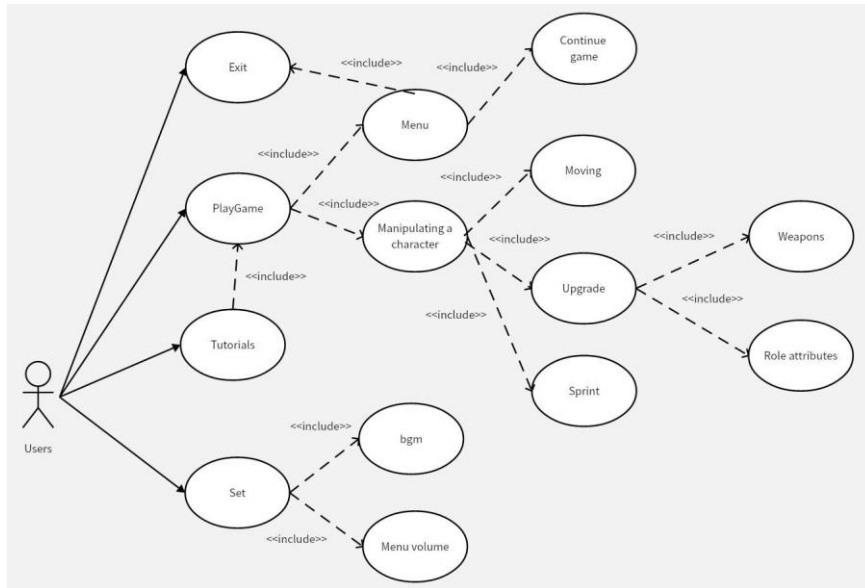 Continue
game
Exit
<<include>>
<<include>>
Menu
<<include>>
<<include>>
Moving
PlayGame
<<include>>
Manipulating a
character
<<include>>
<<include>>
Weapons
<<include>>
Upgrade
<<include>>
<<include>>
Tutorials
Role attributes
Sprint
Users
<<include>>
bgm
Set
<<include>>
Menu volume